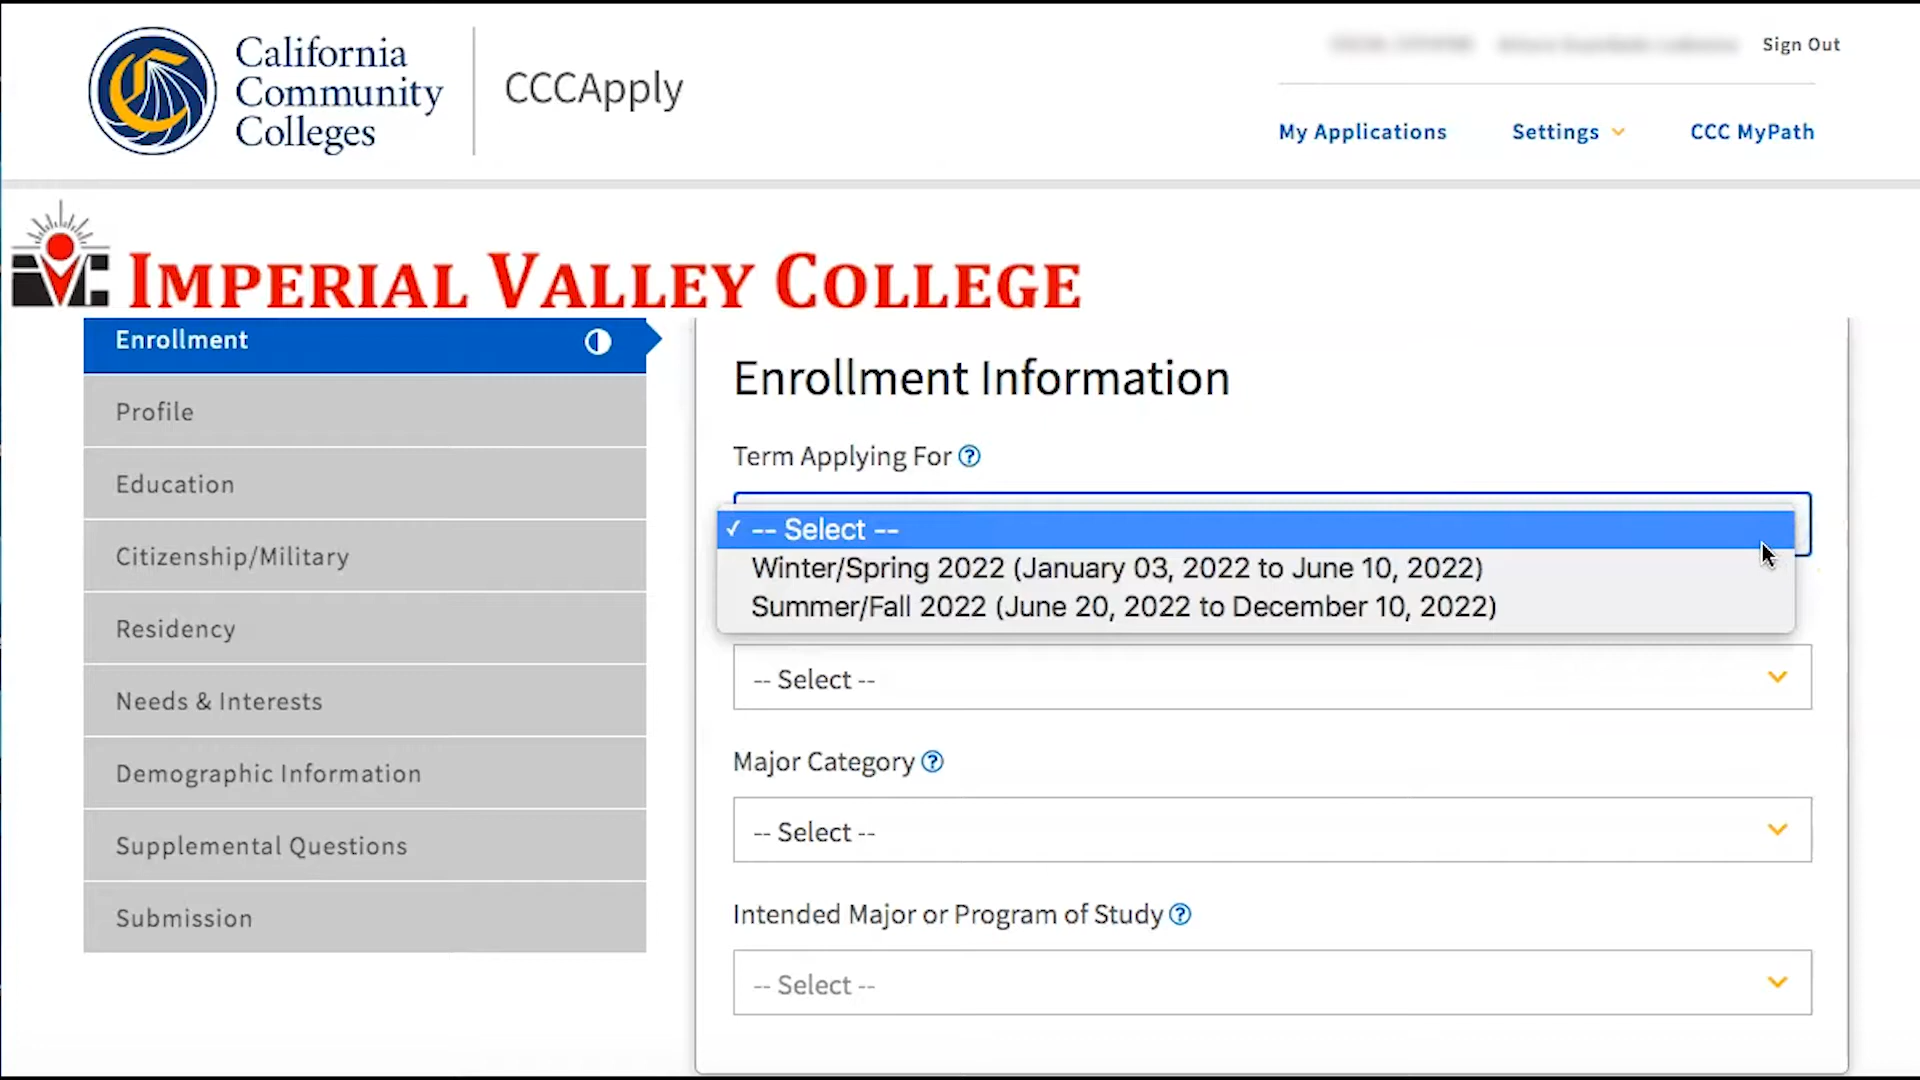 California
Community
Colleges
CCCApply
Sign Out
My Applications
Settings
CCC MyPath
IMPERIAL VALLEY COLLEGE
Enrollment
Profile
Education
Citizenship/Military
Residency
Needs & Interests
Demographic Information
Supplemental Questions
Submission
Enrollment Information
Term Applying For ?
✓ -- Select --
Winter/Spring 2022 (January 03, 2022 to June 10, 2022)
Summer/Fall 2022 (June 20, 2022 to December 10, 2022)
-- Select --
Major Category ?
-- Select --
Intended Major or Program of Study ?
-- Select --